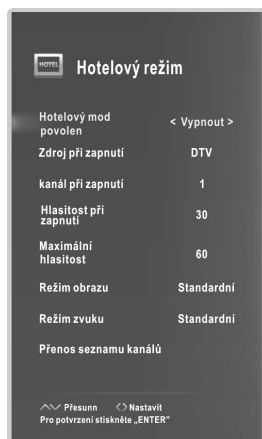 HOTEL
Hotelový režim
Hotelový mod
povolen
< Vypnout >
Zdroj při zapnutí
DTV
kanál při zapnutí
1
Hlasitost při
zapnutí
30
Maximální
hlasitost
60
Režim obrazu
Standardní
Režim zvuku
Standardní
Přenos seznamu kanálů
Přesunn
Nastavit
Pro potvrzení stiskněte „ENTER"